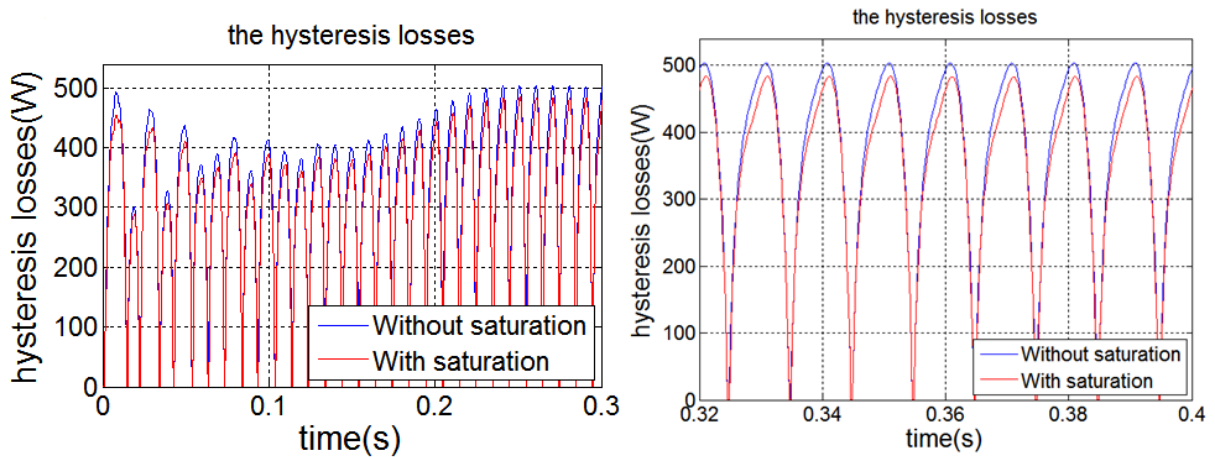 the hysteresis losses
hysteresis losses(W)
500
400
300
200
100
0
Without saturation
With saturation
0
0.1
0.2
0.3
time(s)
the hysteresis losses
hysteresis losses(W)
500
400
300
200
100
0
Without saturation
With saturation
0.32
0.34
0.36
0.38
0.4
time(s)